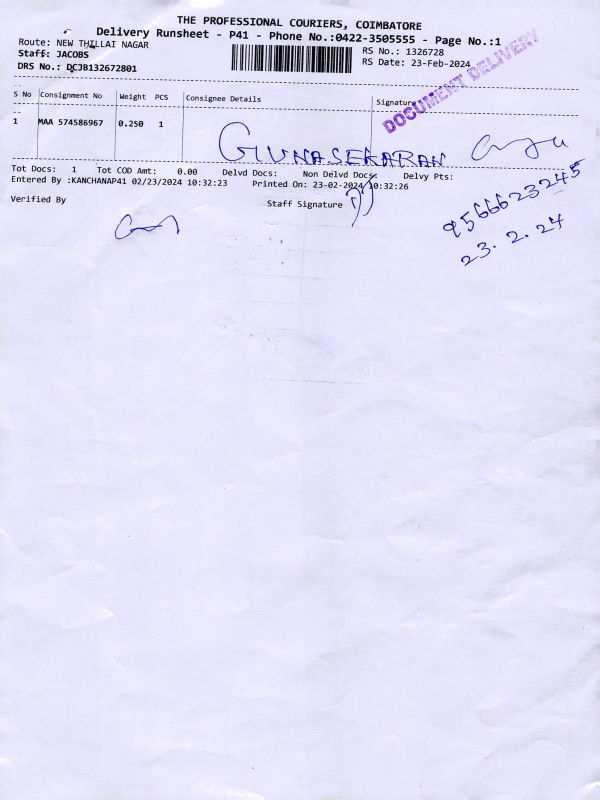 THE PROFESSIONAL COURIERS, COIMBATORE
Delivery Runsheet - P41 - Phone No.:0422-3505555 - Page No.:1
Route: NEW THILLAI NAGAR RS No.: 1326728
Staff: JACOBS RS Date: 23-Feb-2024
DRS No.: DCJB132672801
DOCUMENT DELIVERY
S No Consignment No Weight PCS Consignee Details Signature
1 MAA 574586967 0.250 1
GUNASEKARAN
Tot Docs: 1 Tot COD Amt: 0.00 Delvd Docs: Non Delvd Docs: Delvy Pts:
Entered By :KANCHANAP41 02/23/2024 10:32:23 Printed On: 23-02-2024 10:32:26
Verified By Staff Signature
9566623245
23.2.24